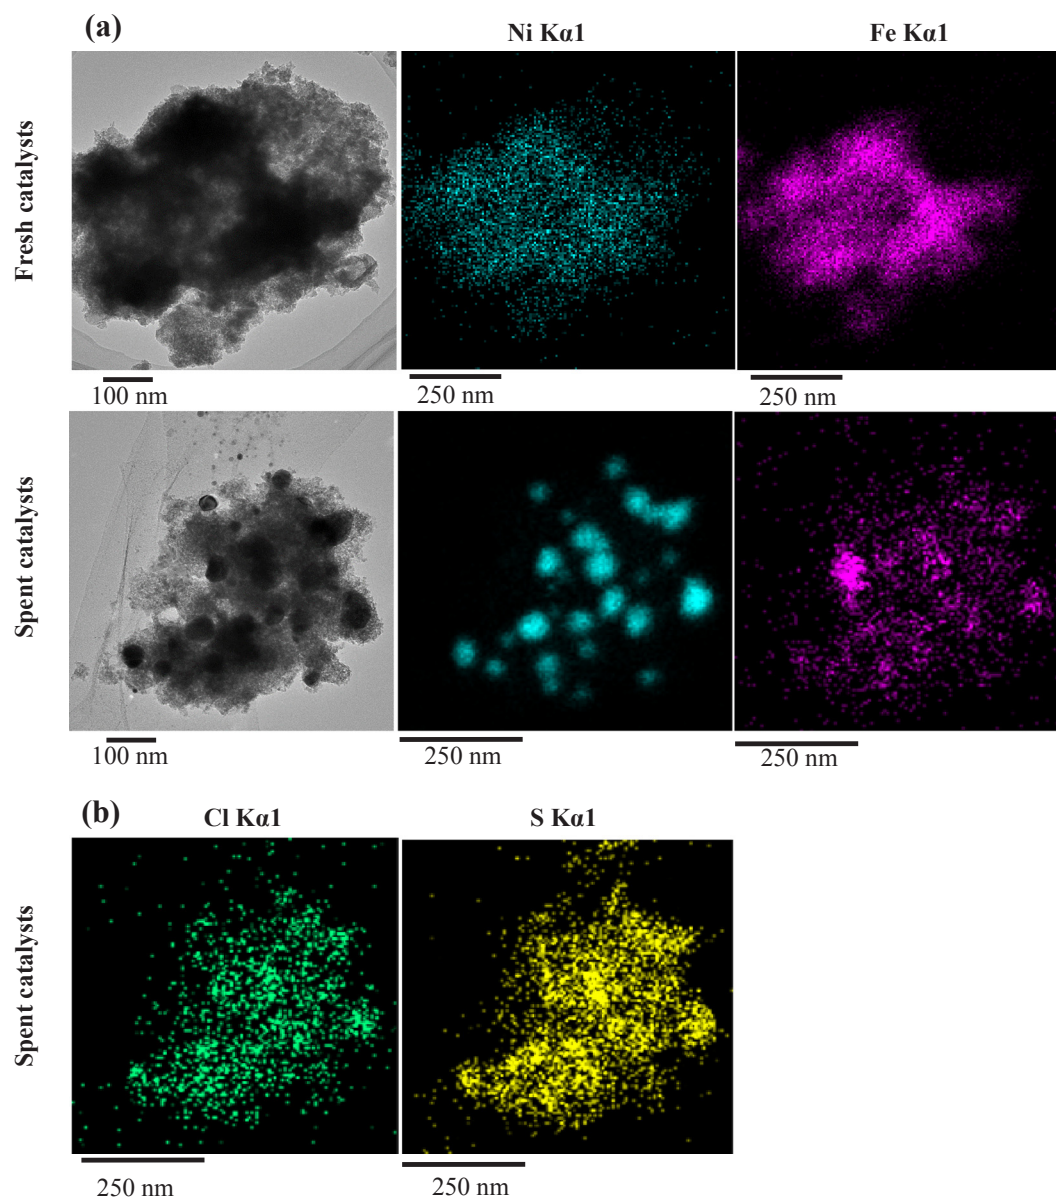 (a)
Ni Kα1
Fe Kα1
Fresh catalysts
100 nm
250 nm
250 nm
Spent catalysts
100 nm
250 nm
250 nm
(b)
Cl Kα1
S Kα1
Spent catalysts
250 nm
250 nm